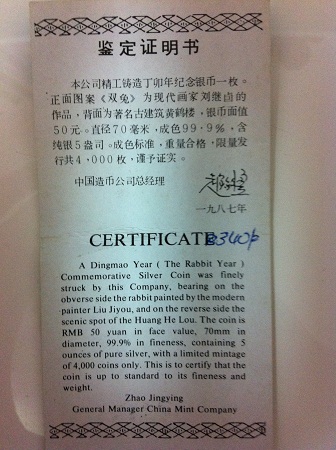 鉴定证明书
本公司精工铸造丁卯年纪念银币一枚。
正面图案《双兔》为现代画家刘继卣的
作品，背面为著名古建筑黄鹤楼，银币面值
50元。直径70毫米，成色99.9%，含
纯银5盎司。成色标准，重量合格，限量发
行共4,000枚，谨予证实。
中国造币公司总经理
一九八七年
CERTIFICATE
A Dingmao Year ( The Rabbit Year )
Commemorative Silver Coin was finely
struck by this Company, bearing on the
obverse side the rabbit painted by the modern
painter Liu Jiyou, and on the reverse side the
scenic spot of the Huang He Lou. The coin is
RMB 50 yuan in face value, 70mm in
diameter, 99.9% in fineness, containing 5
ounces of pure silver, with a limited mintage
of 4,000 coins only. This is to certify that the
coin is up to standard to its fineness and
weight.
Zhao Jingying
General Manager China Mint Company